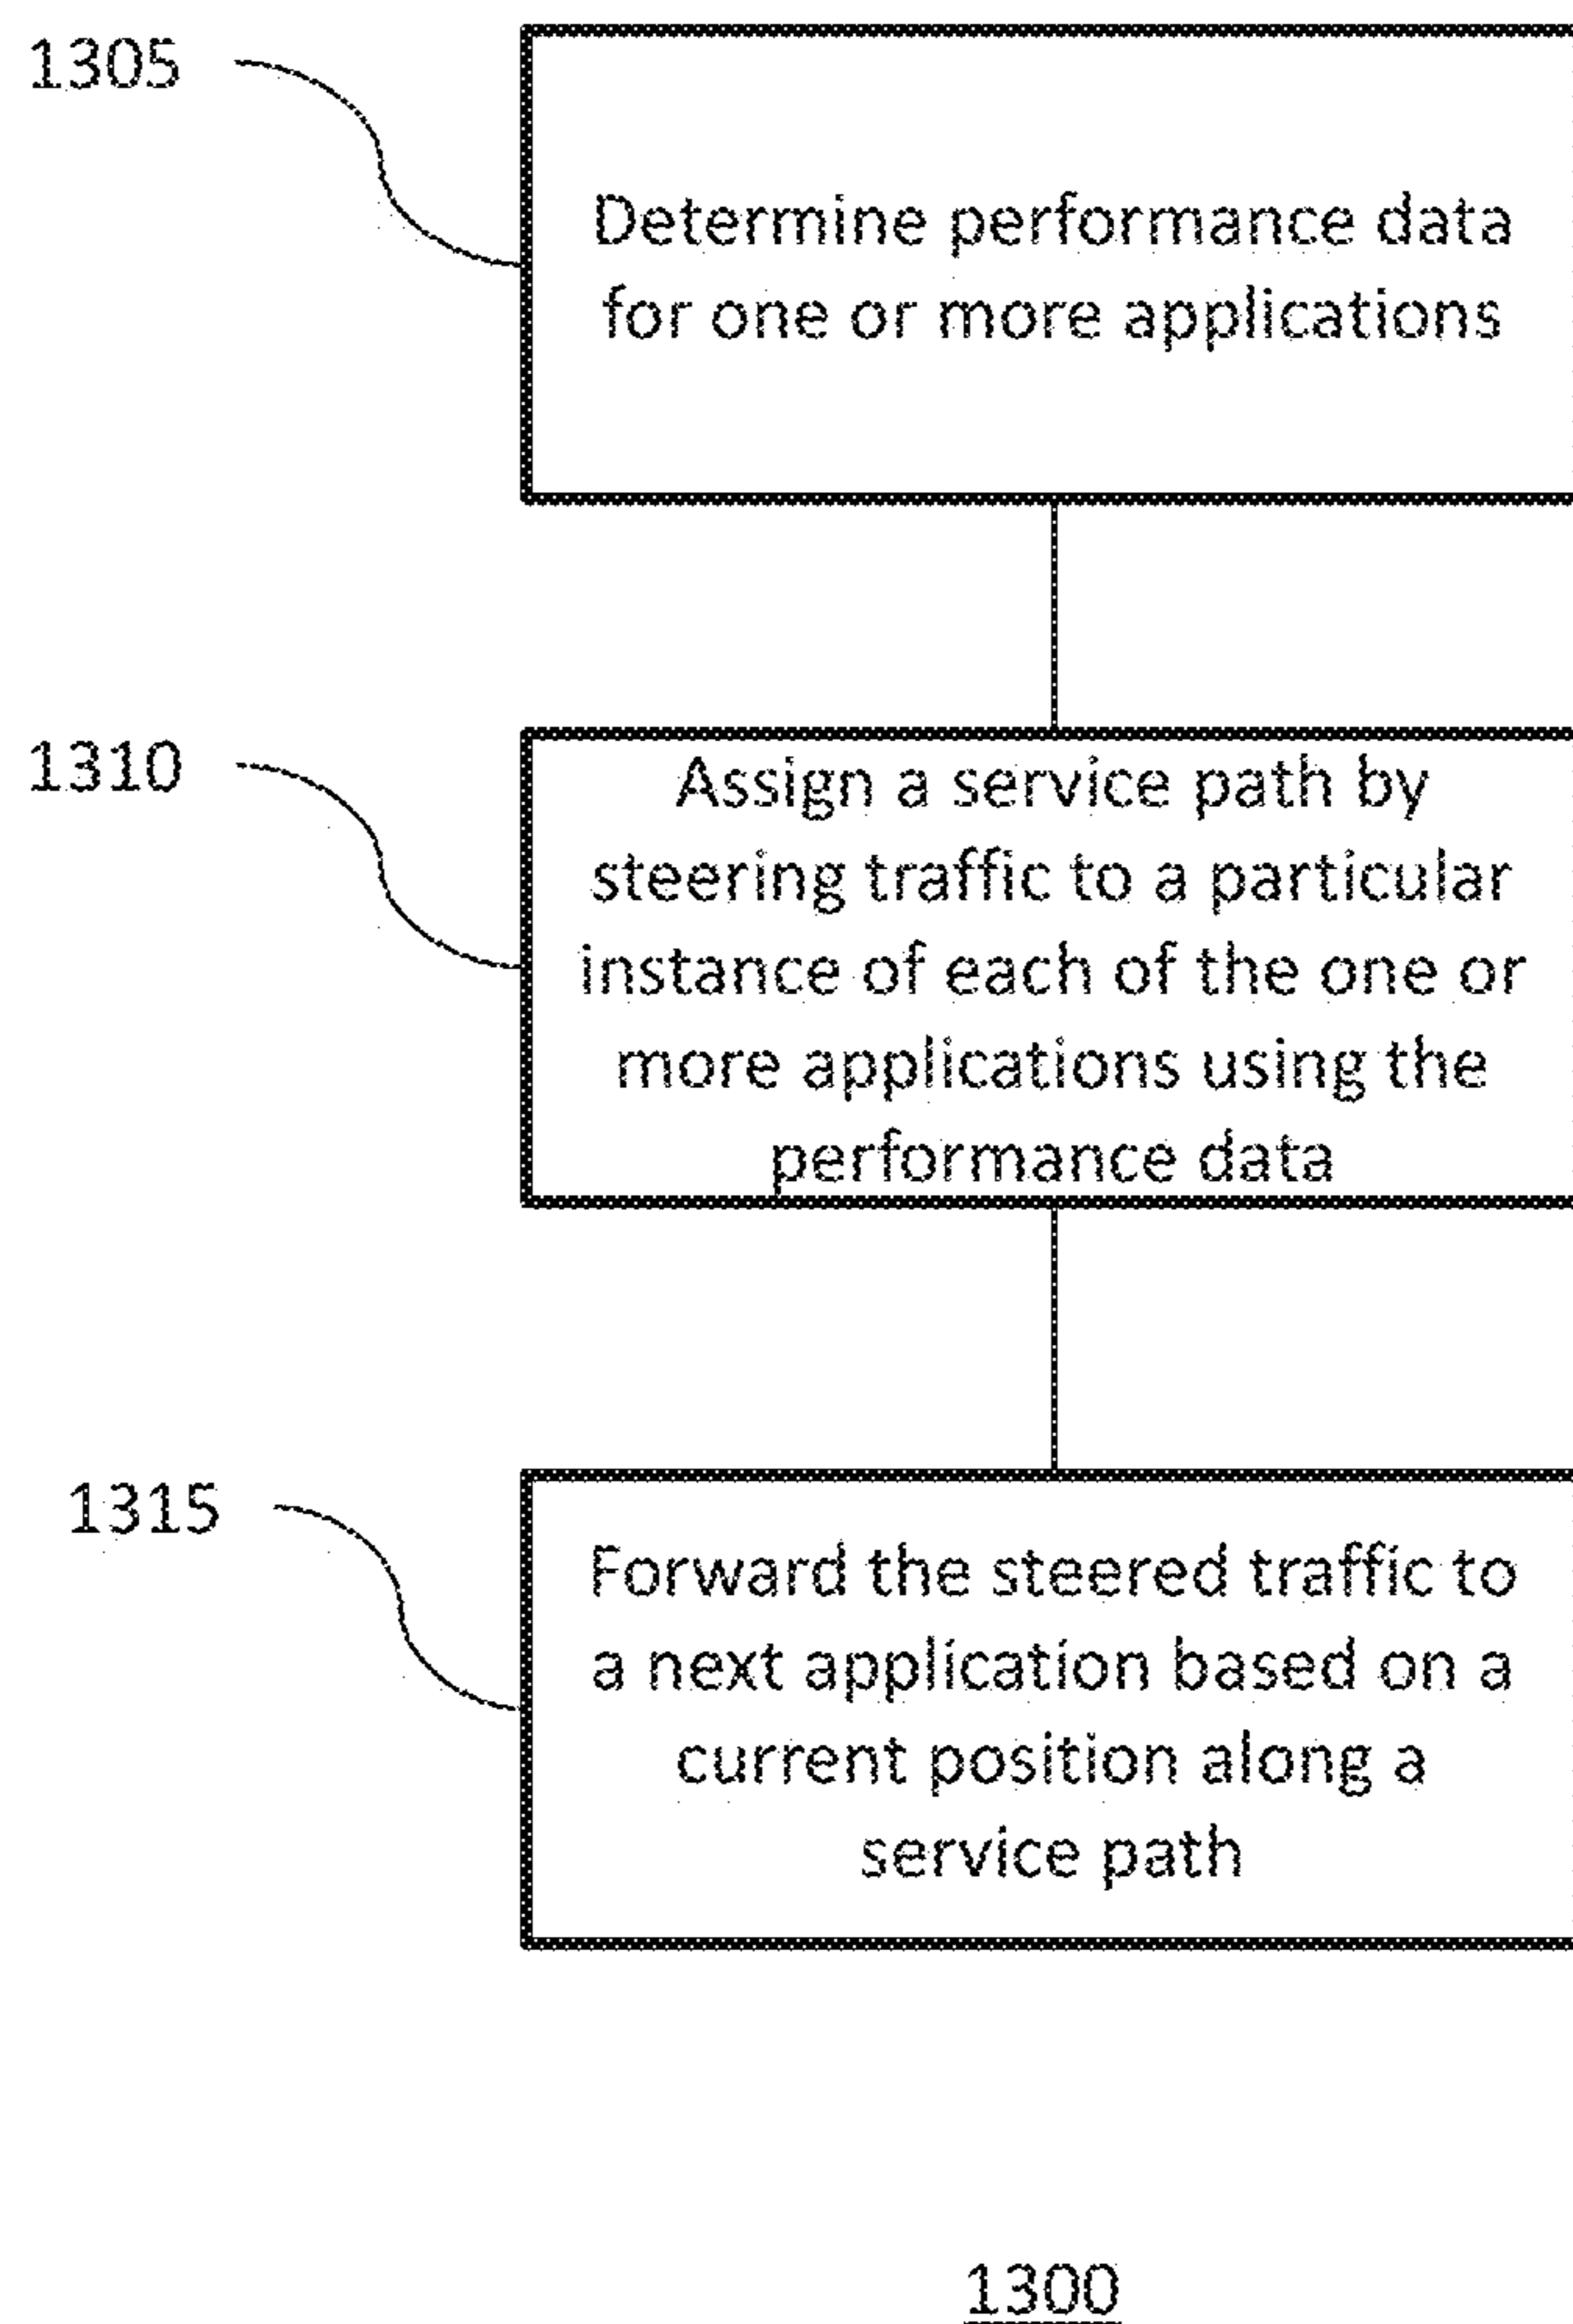 1305
Determine performance data
for one or more applications
1310
Assign a service path by
steering traffic to a particular
instance of each of the one or
more applications using the
performance data
1315
Forward the steered traffic to
a next application based on a
current position along a
service path
1300